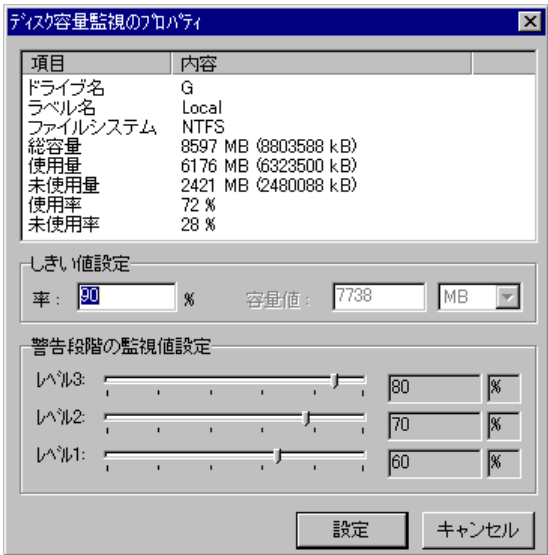 ディスク容量監視のプロパティ
項目 内容
ドライブ名 G
ラベル名 Local
ファイルシステム NTFS
総容量 8597 MB (8803588 kB)
使用量 6176 MB (6323500 kB)
未使用量 2421 MB (2480088 kB)
使用率 72 %
未使用率 28 %
しきい値設定
率: 90 % 容量値: 7738 MB
警告段階の監視値設定
レベル3: 80 %
レベル2: 70 %
レベル1: 60 %
設定 キャンセル